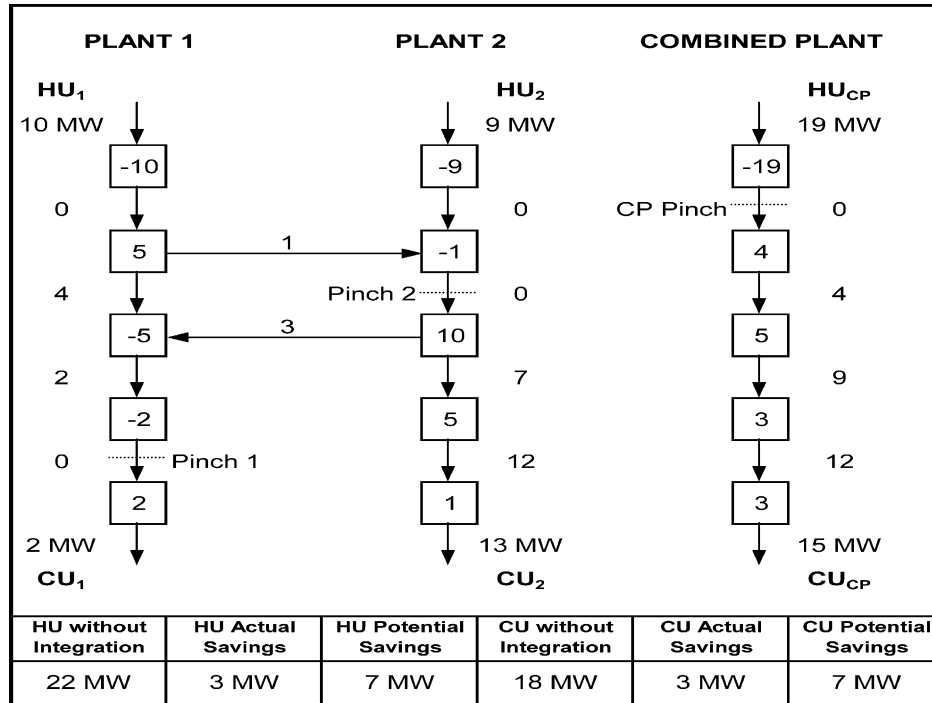 PLANT 1 PLANT 2 COMBINED PLANT
HU₁ HU₂ HU_CP
10 MW 9 MW 19 MW
-10 -9 -19
0 0 CP Pinch 0
5 1 -1 4
4 Pinch 2 0 4
-5 3 10 5
2 7 9
-2 5 3
0 Pinch 1 12 12
2 1 3
2 MW 13 MW 15 MW
CU₁ CU₂ CU_CP
HU without Integration HU Actual Savings HU Potential Savings CU without Integration CU Actual Savings CU Potential Savings
22 MW 3 MW 7 MW 18 MW 3 MW 7 MW